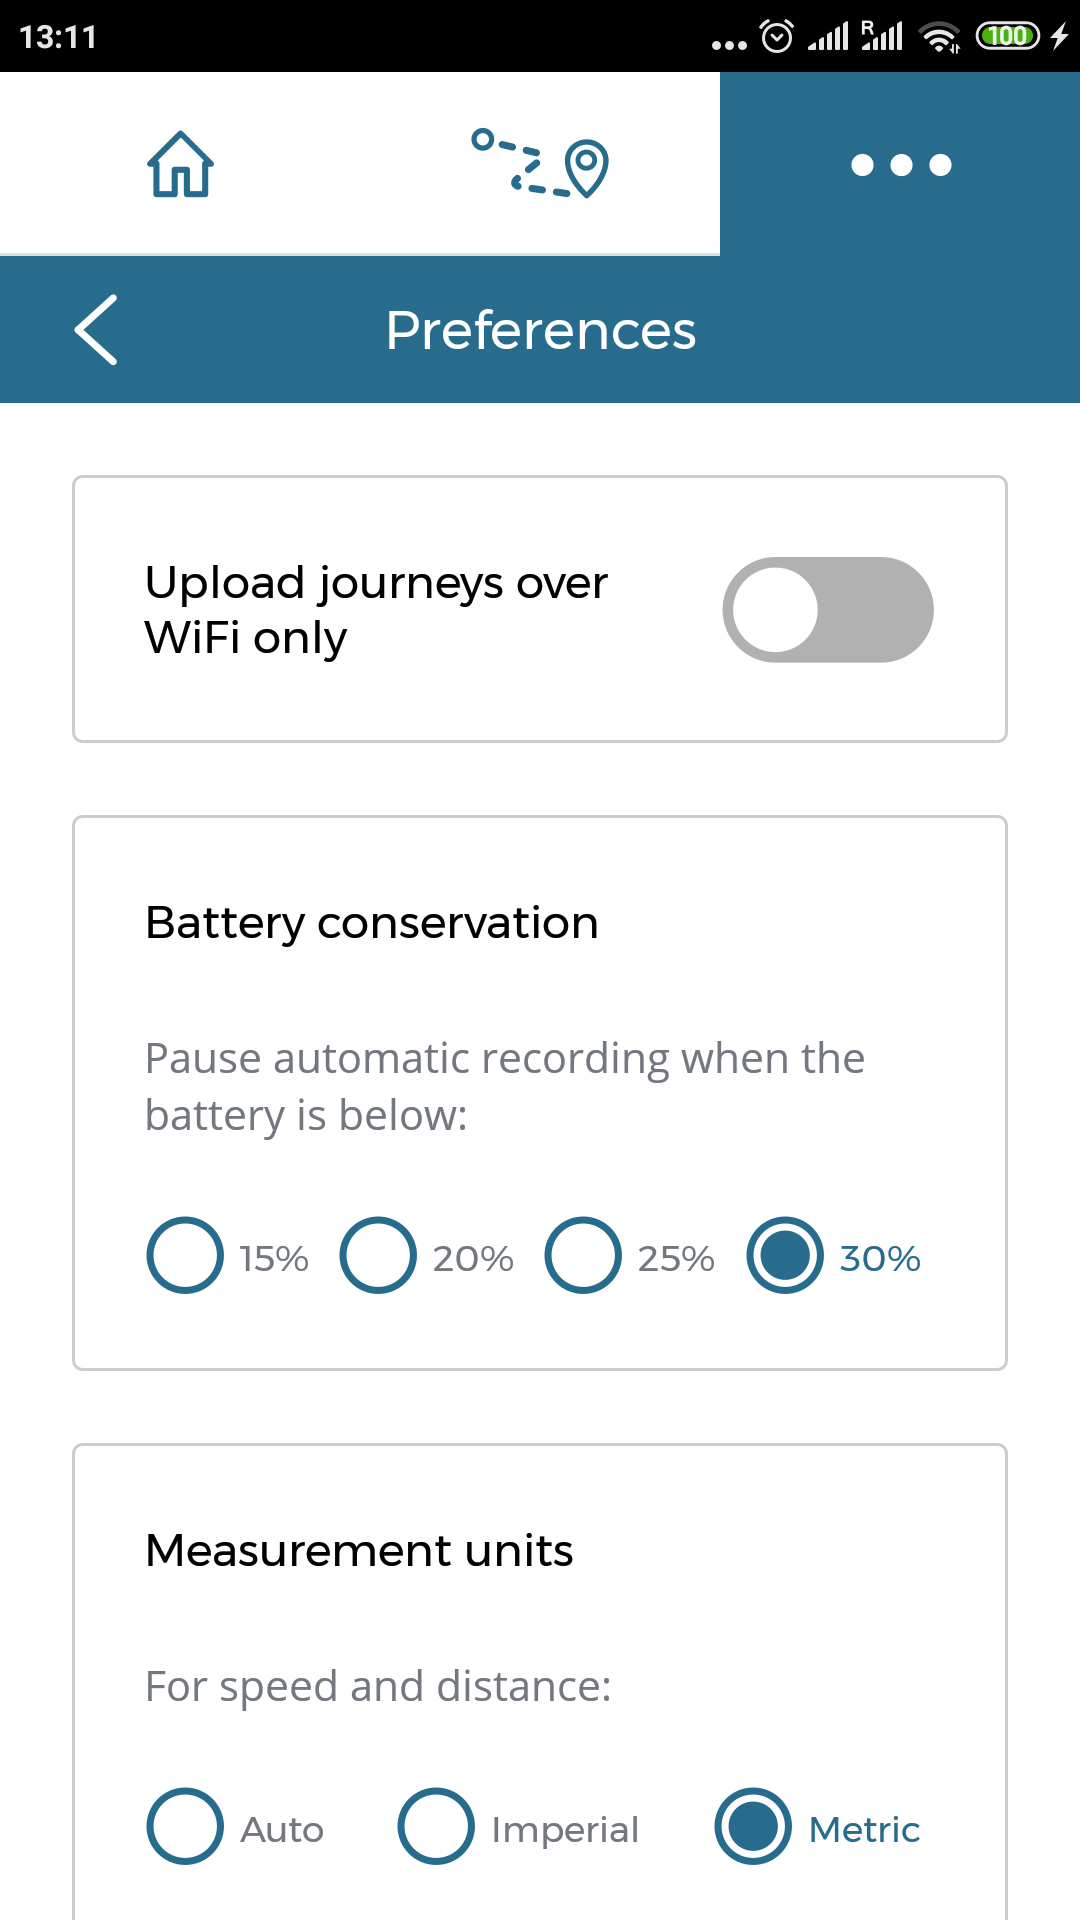 13:11
R
100
Preferences
Upload journeys over
WiFi only
Battery conservation
Pause automatic recording when the
battery is below:
15% 20% 25% 30%
Measurement units
For speed and distance:
Auto Imperial Metric